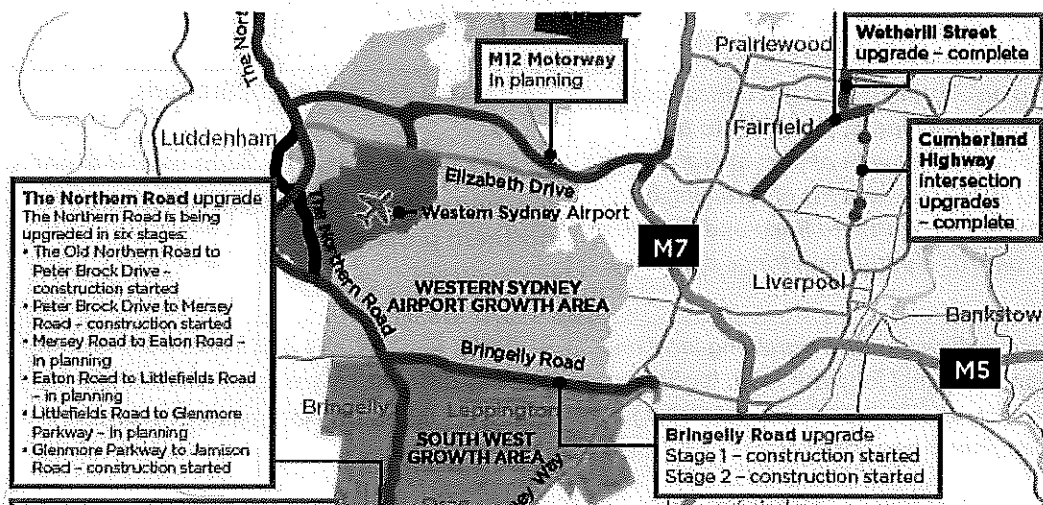 The Nort
M12 Motorway
In planning
Prairiewood
Wetherill Street
upgrade – complete
Luddenham
Fairfield
Cumberland
Highway
Intersection
upgrades
– complete
Elizabeth Drive
Western Sydney Airport
The Northern Road upgrade
The Northern Road is being
upgraded in six stages:
• The Old Northern Road to
Peter Brock Drive –
construction started
• Peter Brock Drive to Mersey
Road – construction started
• Mersey Road to Eaton Road –
in planning
• Eaton Road to Littlefields Road
– in planning
• Littlefields Road to Glenmore
Parkway – in planning
• Glenmore Parkway to Jamison
Road – construction started
The Northern Road
M7
WESTERN SYDNEY
AIRPORT GROWTH AREA
Liverpool
Bankstow
Bringelly Road
M5
Bringelly
Leppington
SOUTH WEST
GROWTH AREA
Bringelly Road upgrade
Stage 1 – construction started
Stage 2 – construction started
ney Way